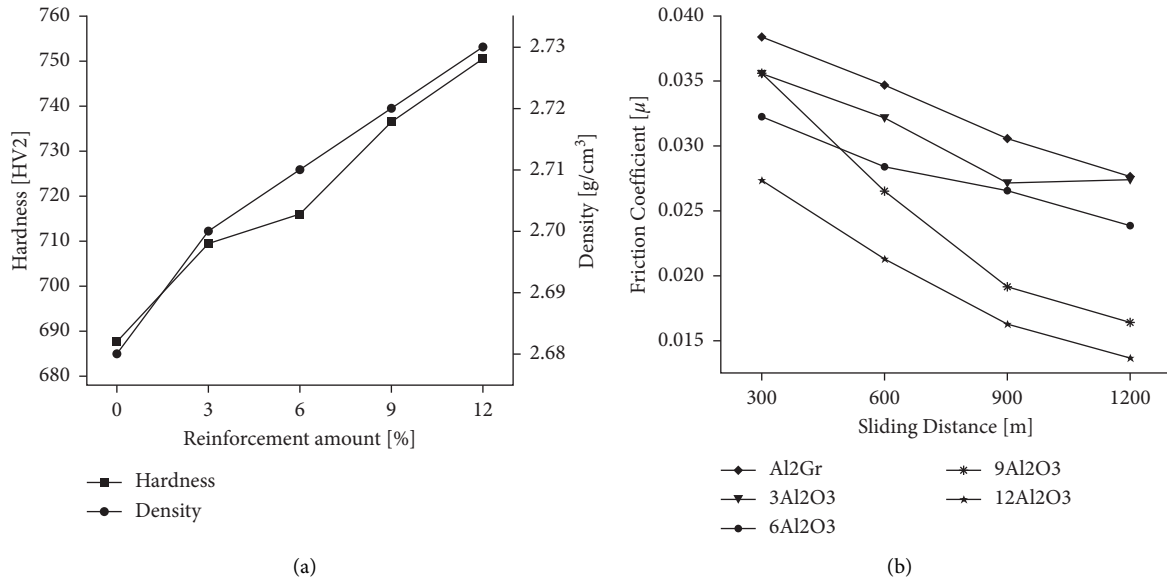 760
750
740
730
720
710
700
690
680
Hardness [HV2]
2.73
2.72
2.71
2.70
2.69
2.68
Density [g/cm³]
0 3 6 9 12
Reinforcement amount [%]
Hardness
Density
(a)
0.040
0.035
0.030
0.025
0.020
0.015
Friction Coefficient [μ]
300 600 900 1200
Sliding Distance [m]
Al2Gr
3Al2O3
6Al2O3
9Al2O3
12Al2O3
(b)